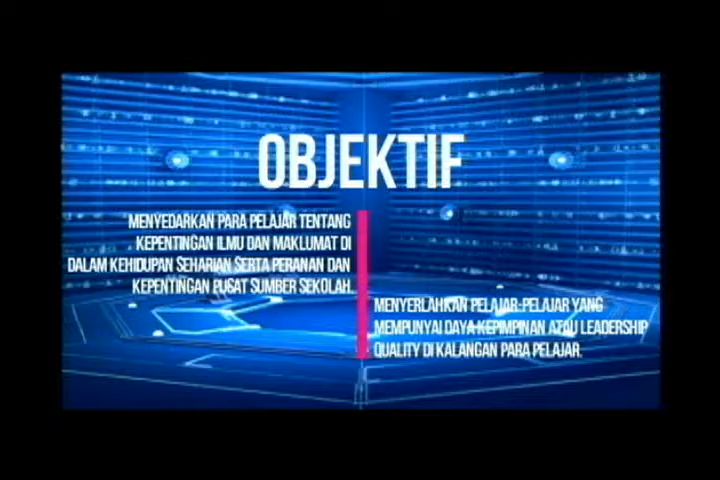 OBJEKTIF
MENYEDARKAN PARA PELAJAR TENTANG
KEPENTINGAN ILMU DAN MAKLUMAT DI
DALAM KEHIDUPAN SEHARIAN SERTA PERANAN DAN
KEPENTINGAN PUSAT SUMBER SEKOLAH.
MENYERLAHKAN PELAJAR-PELAJAR YANG
MEMPUNYAI DAYA KEPIMPINAN ATAU LEADERSHIP
QUALITY DI KALANGAN PARA PELAJAR.